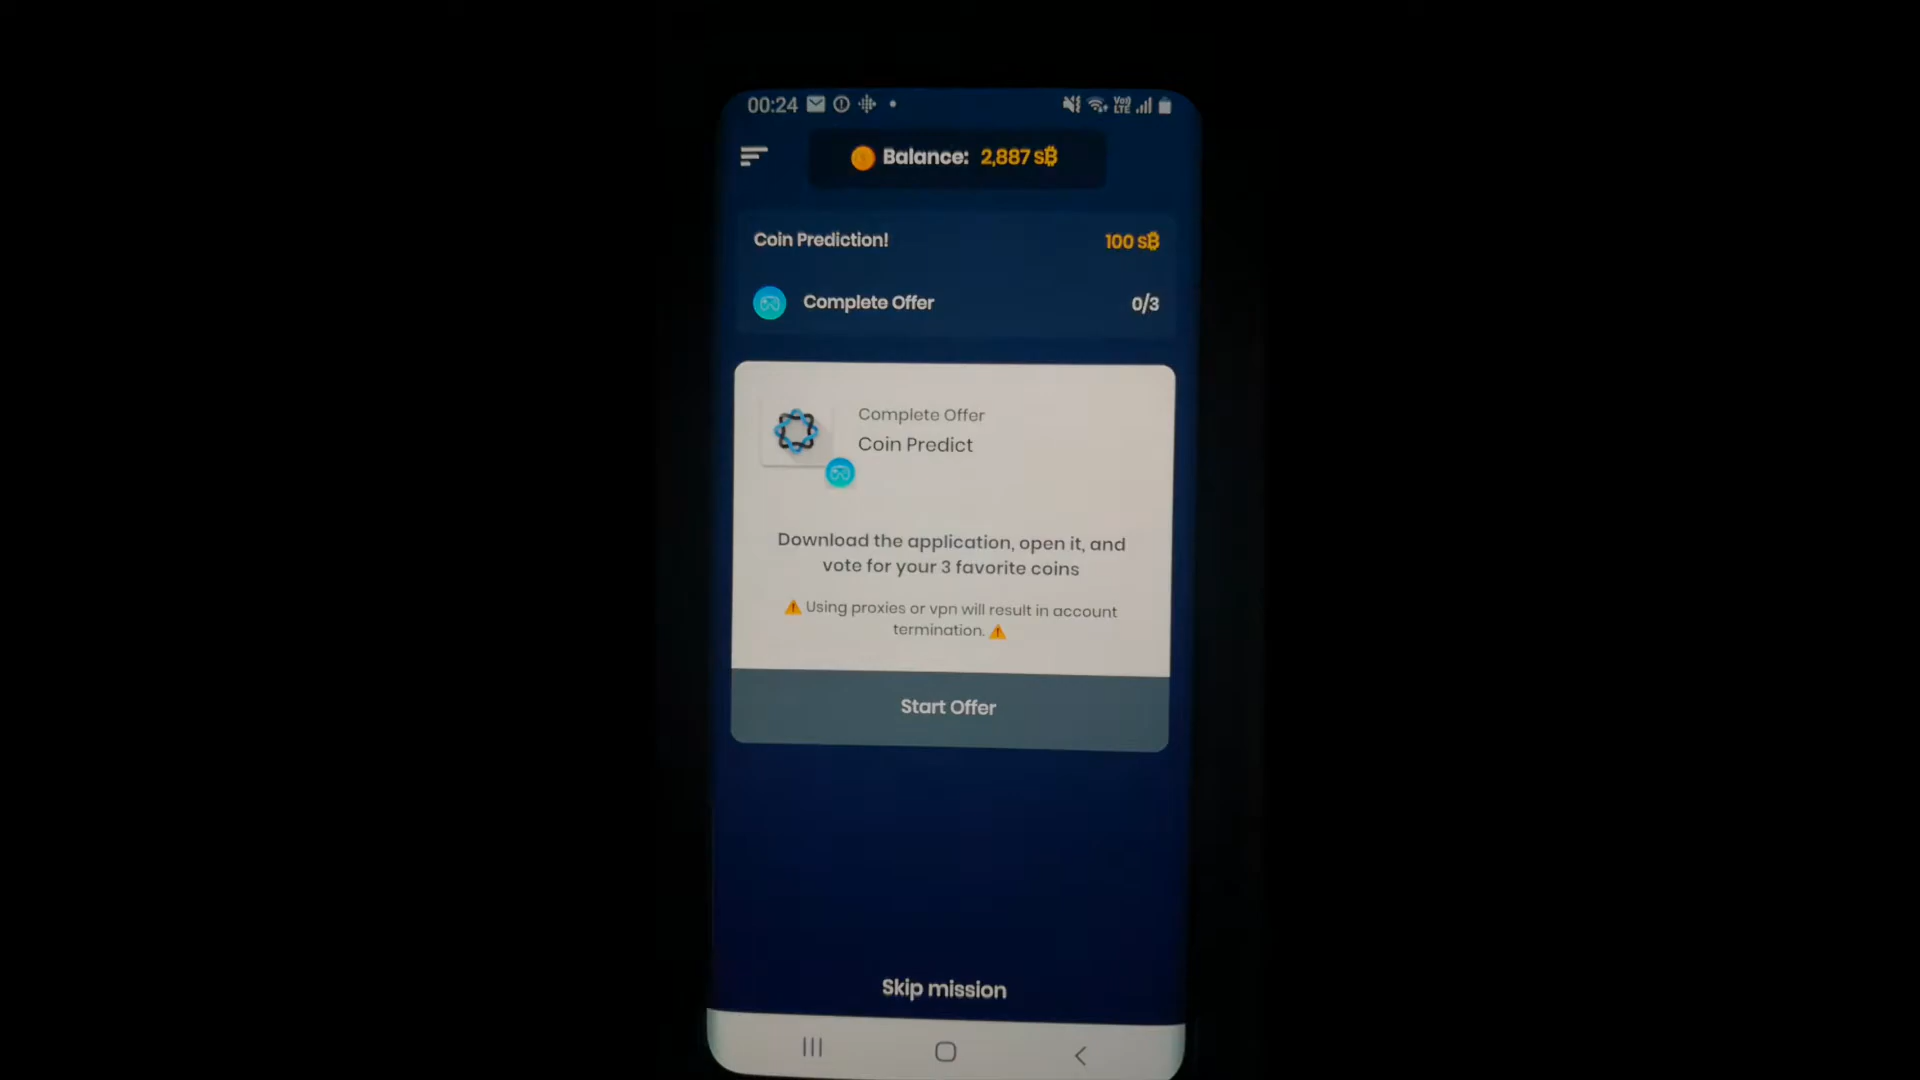 00:24
Vo))
LTE
Balance: 2,887 s₿
Coin Prediction!
100 s₿
Complete Offer
0/3
Complete Offer
Coin Predict
Download the application, open it, and
vote for your 3 favorite coins
⚠ Using proxies or vpn will result in account
termination. ⚠
Start Offer
Skip mission